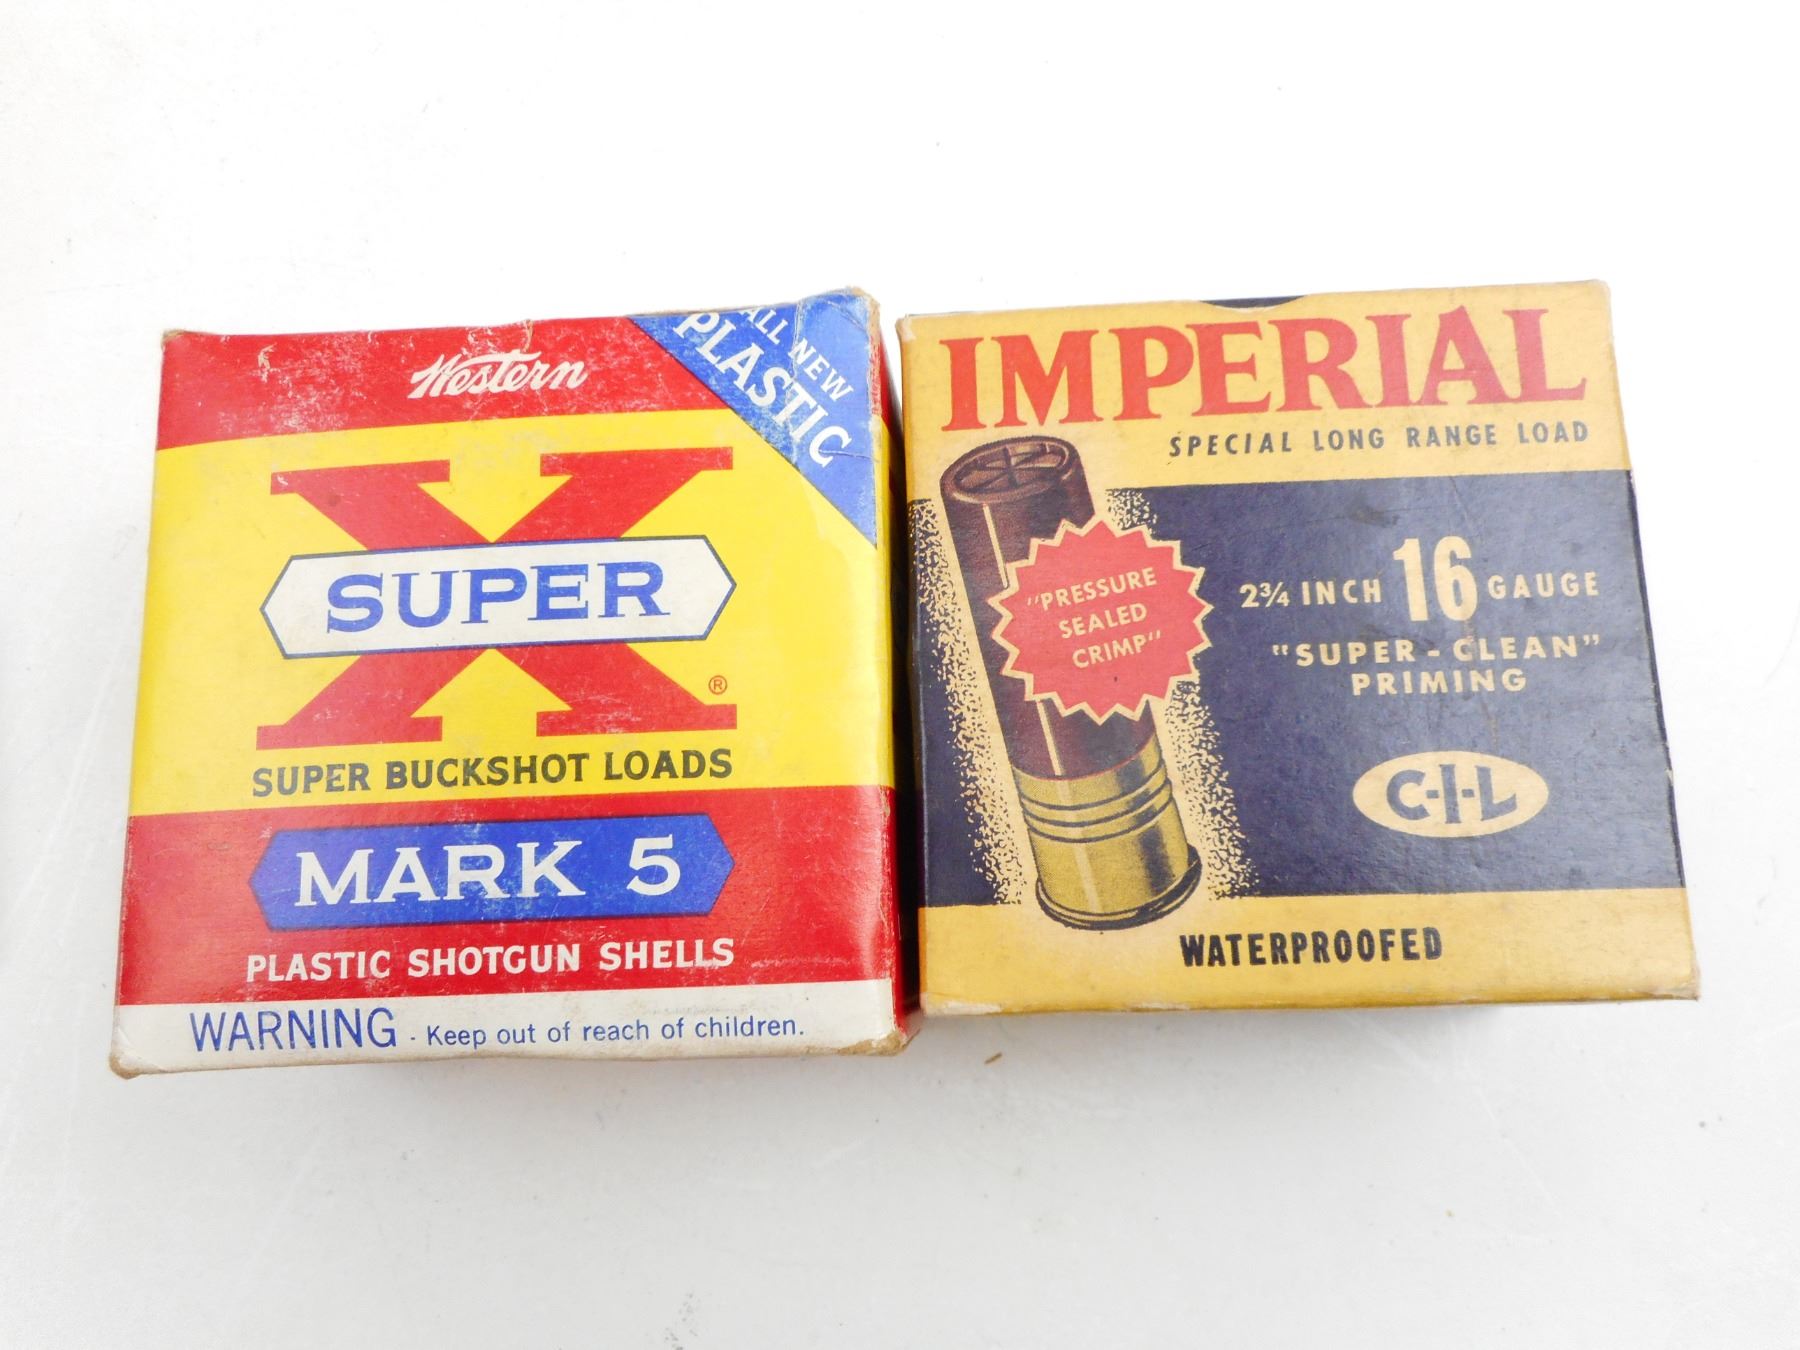 Western
ALL NEW
PLASTIC
X
SUPER
®
SUPER BUCKSHOT LOADS
MARK 5
PLASTIC SHOTGUN SHELLS
WARNING - Keep out of reach of children.
IMPERIAL
SPECIAL LONG RANGE LOAD
"PRESSURE
SEALED
CRIMP"
2¾ INCH 16 GAUGE
"SUPER-CLEAN"
PRIMING
C-I-L
WATERPROOFED